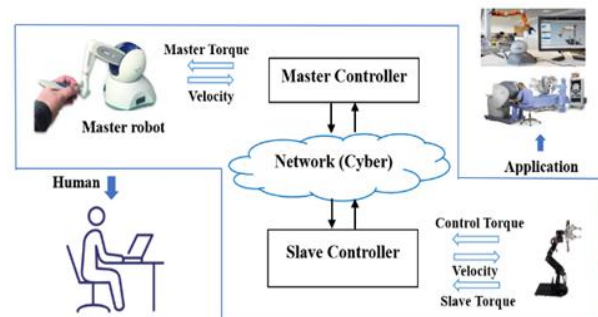 Master Torque
Velocity
Master robot
Master Controller
Network (Cyber)
Application
Human
Slave Controller
Control Torque
Velocity
Slave Torque